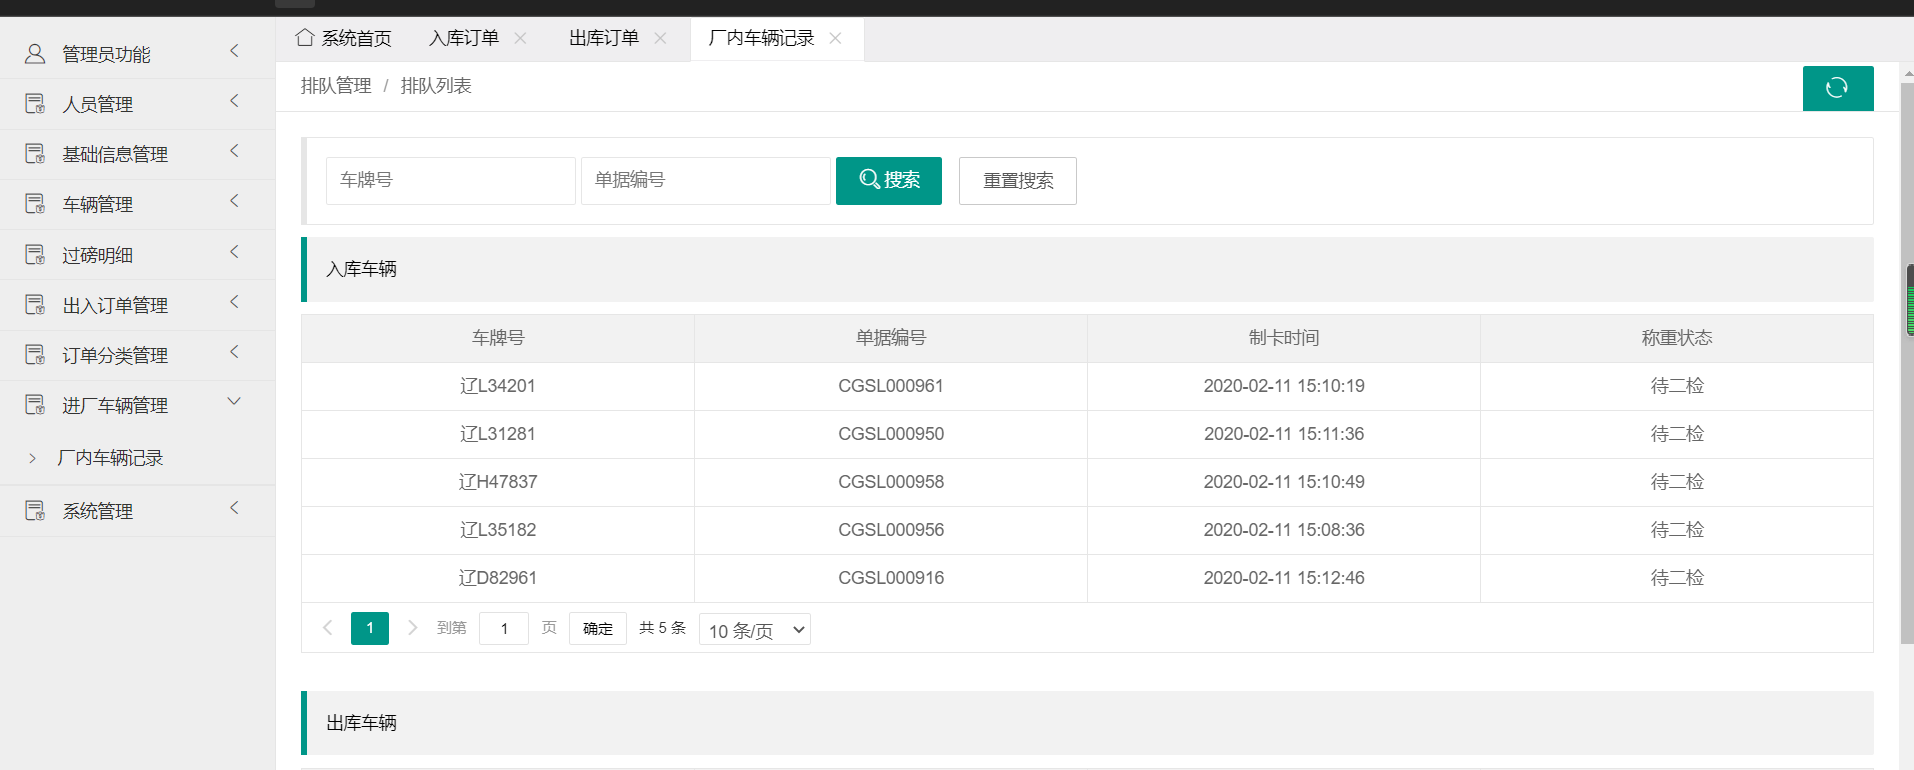 系统首页 入库订单 出库订单 厂内车辆记录
管理员功能
人员管理
基础信息管理
车辆管理
过磅明细
出入订单管理
订单分类管理
进厂车辆管理
厂内车辆记录
系统管理
排队管理 / 排队列表
车牌号 单据编号 搜索 重置搜索
入库车辆
车牌号 单据编号 制卡时间 称重状态
辽L34201 CGSL000961 2020-02-11 15:10:19 待二检
辽L31281 CGSL000950 2020-02-11 15:11:36 待二检
辽H47837 CGSL000958 2020-02-11 15:10:49 待二检
辽L35182 CGSL000956 2020-02-11 15:08:36 待二检
辽D82961 CGSL000916 2020-02-11 15:12:46 待二检
1 到第 1 页 确定 共 5 条 10 条/页
出库车辆